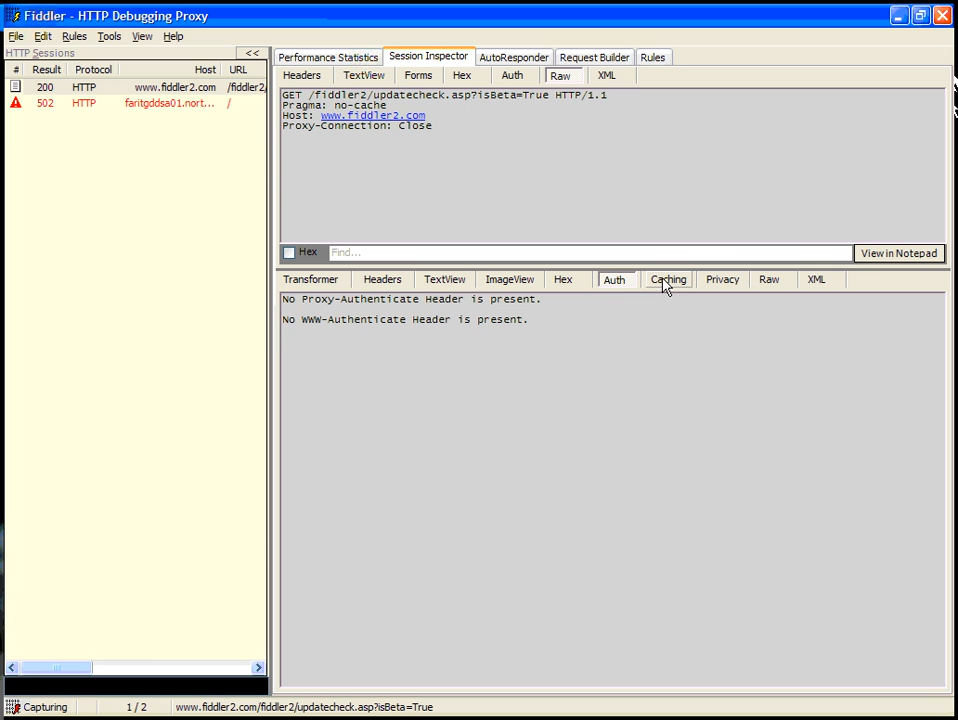 Fiddler - HTTP Debugging Proxy
File Edit Rules Tools View Help
HTTP Sessions <<
# Result Protocol Host URL
200 HTTP www.fiddler2.com /fiddler2/
502 HTTP faritgddsa01.nort... /
Performance Statistics Session Inspector AutoResponder Request Builder Rules
Headers TextView Forms Hex Auth Raw XML
GET /fiddler2/updatecheck.asp?isBeta=True HTTP/1.1
Pragma: no-cache
Host: www.fiddler2.com
Proxy-Connection: Close
Hex Find... View in Notepad
Transformer Headers TextView ImageView Hex Auth Caching Privacy Raw XML
No Proxy-Authenticate Header is present.
No WWW-Authenticate Header is present.
Capturing 1 / 2 www.fiddler2.com/fiddler2/updatecheck.asp?isBeta=True